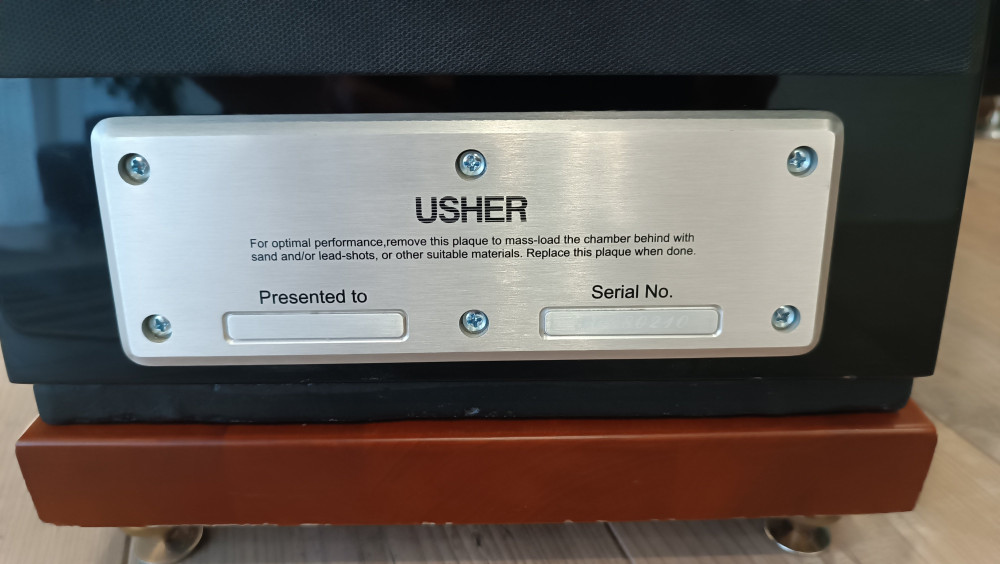 USHER
For optimal performance,remove this plaque to mass-load the chamber behind with
sand and/or lead-shots, or other suitable materials. Replace this plaque when done.
Presented to
Serial No.